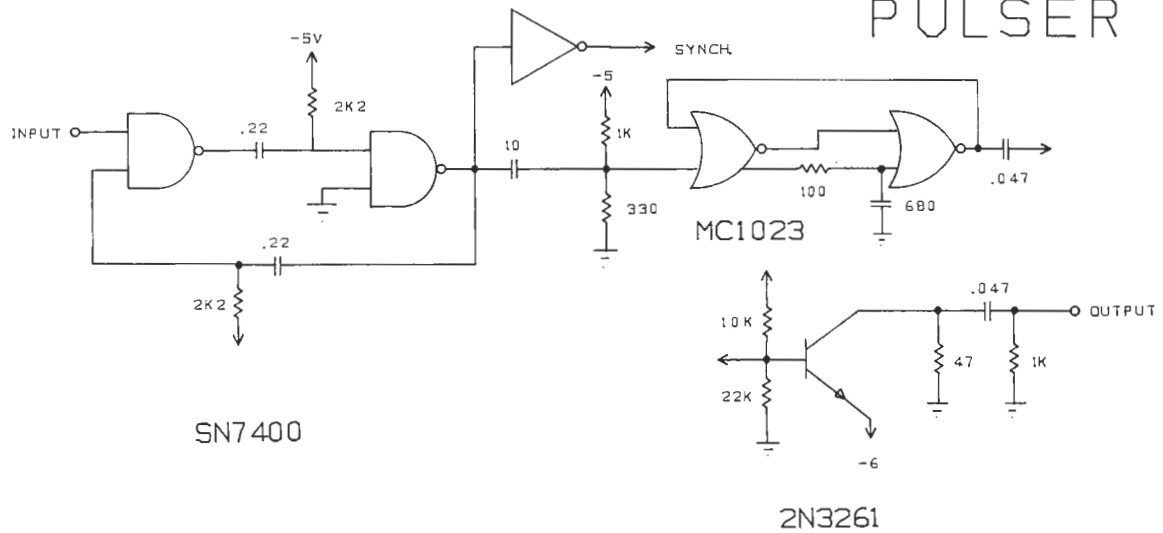 PULSER
-5V
SYNCH.
2K2
-5
INPUT
.22
1K
10
.047
100
680
330
MC1023
.22
2K2
.047
OUTPUT
10K
47
1K
22K
SN7400
-6
2N3261